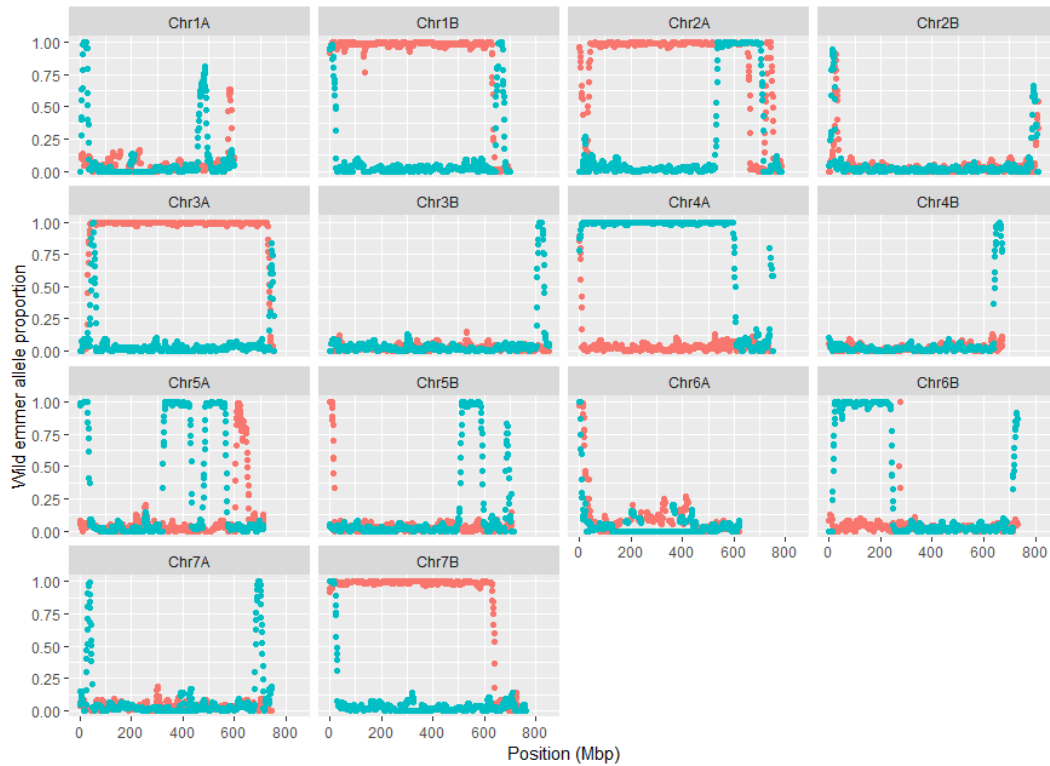 Chr1A Chr1B Chr2A Chr2B
1.00
0.75
0.50
0.25
0.00
Chr3A Chr3B Chr4A Chr4B
1.00
0.75
0.50
0.25
0.00
Chr5A Chr5B Chr6A Chr6B
1.00
0.75
0.50
0.25
0.00
0 200 400 600 800 0 200 400 600 800
Chr7A Chr7B
1.00
0.75
0.50
0.25
0.00
0 200 400 600 800 0 200 400 600 800
Position (Mbp)
Wild emmer allele proportion